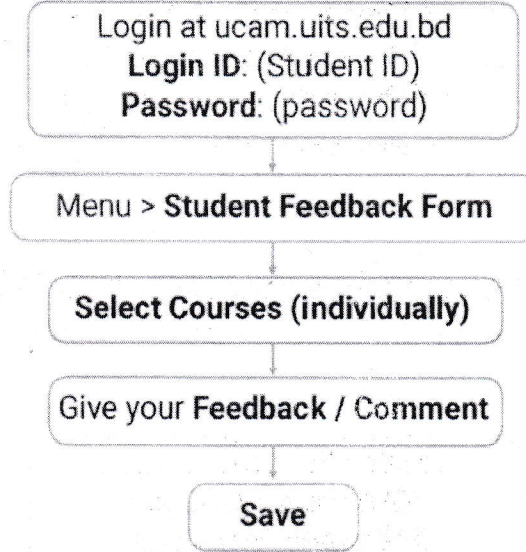 Login at ucam.uits.edu.bd
Login ID: (Student ID)
Password: (password)
Menu > Student Feedback Form
Select Courses (individually)
Give your Feedback / Comment
Save